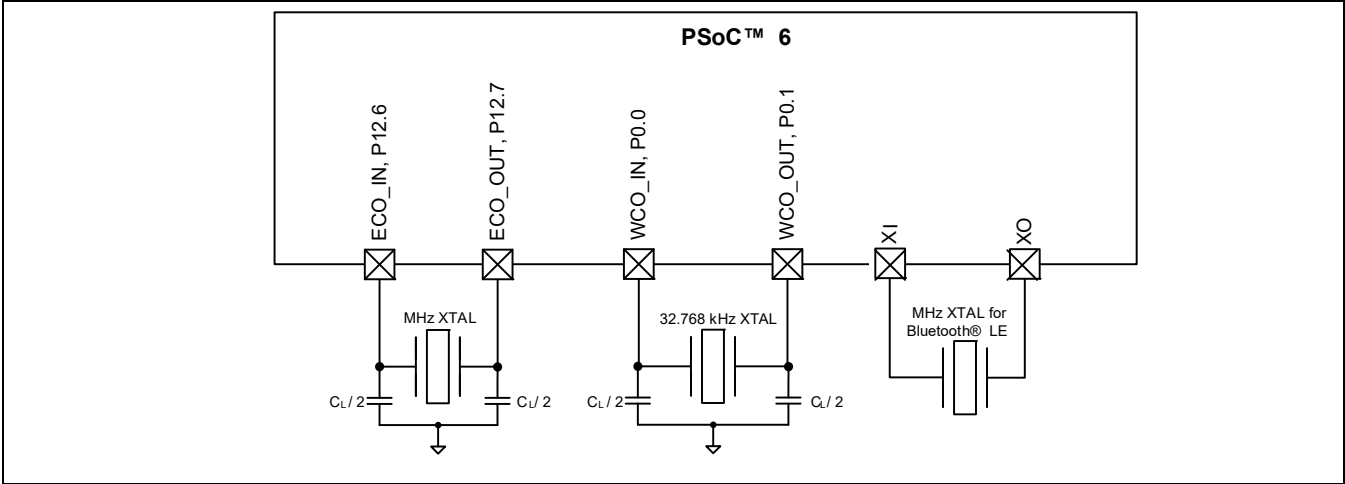 PSoC™ 6
ECO_IN, P12.6
ECO_OUT, P12.7
WCO_IN, P0.0
WCO_OUT, P0.1
XI
XO
MHz XTAL
32.768 kHz XTAL
MHz XTAL for
Bluetooth® LE
CL/ 2
CL/ 2
CL/ 2
CL/ 2